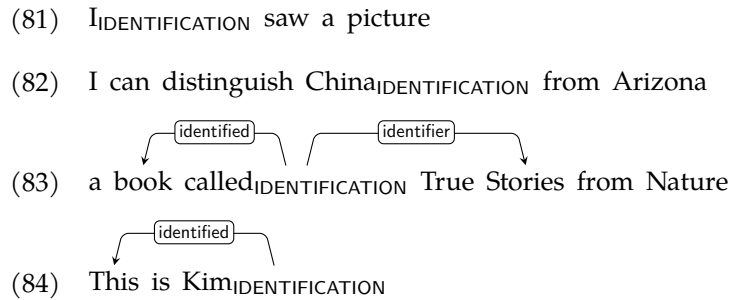 (81) I_IDENTIFICATION saw a picture
(82) I can distinguish China_IDENTIFICATION from Arizona
identified identifier
(83) a book called_IDENTIFICATION True Stories from Nature
identified
(84) This is Kim_IDENTIFICATION